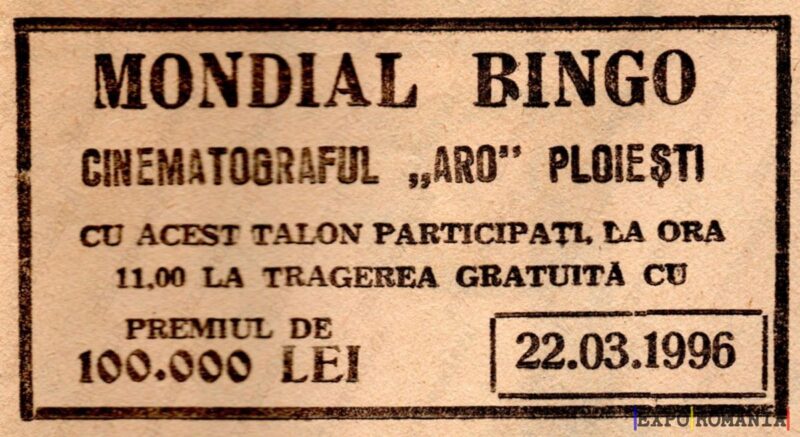 MONDIAL BINGO
CINEMATOGRAFUL „ARO” PLOIEȘTI
CU ACEST TALON PARTICIPAȚI, LA ORA
11,00 LA TRAGEREA GRATUITĂ CU
PREMIUL DE
100.000 LEI
22.03.1996
EXPO ROMANIA